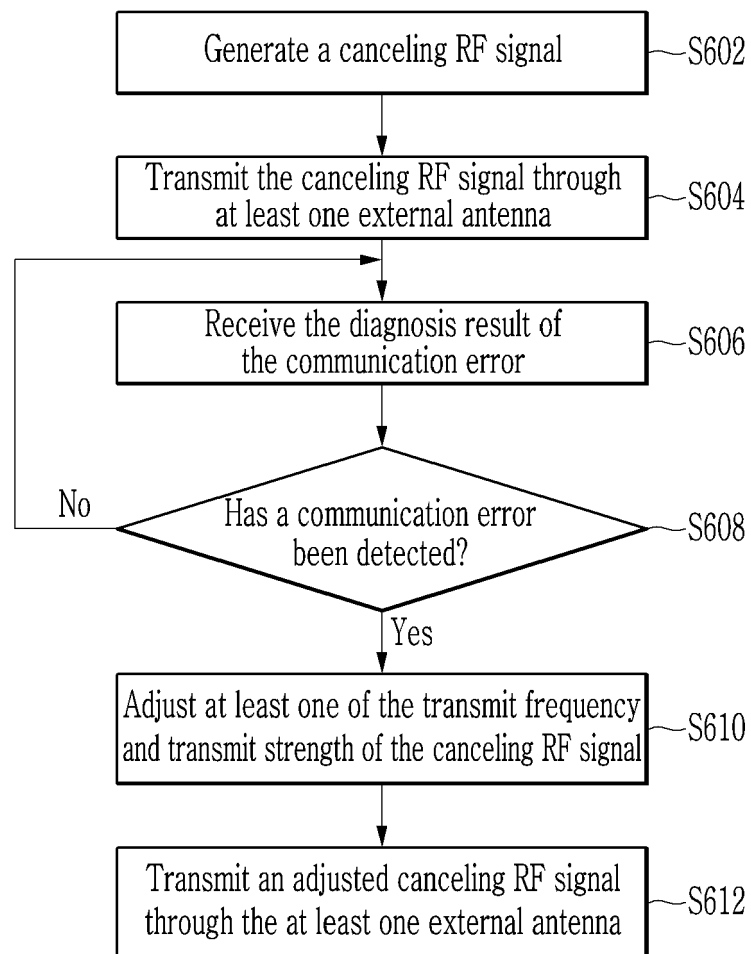 Generate a canceling RF signal
S602
Transmit the canceling RF signal through
at least one external antenna
S604
Receive the diagnosis result of
the communication error
S606
No
Has a communication error
been detected?
S608
Yes
Adjust at least one of the transmit frequency
and transmit strength of the canceling RF signal
S610
Transmit an adjusted canceling RF signal
through the at least one external antenna
S612